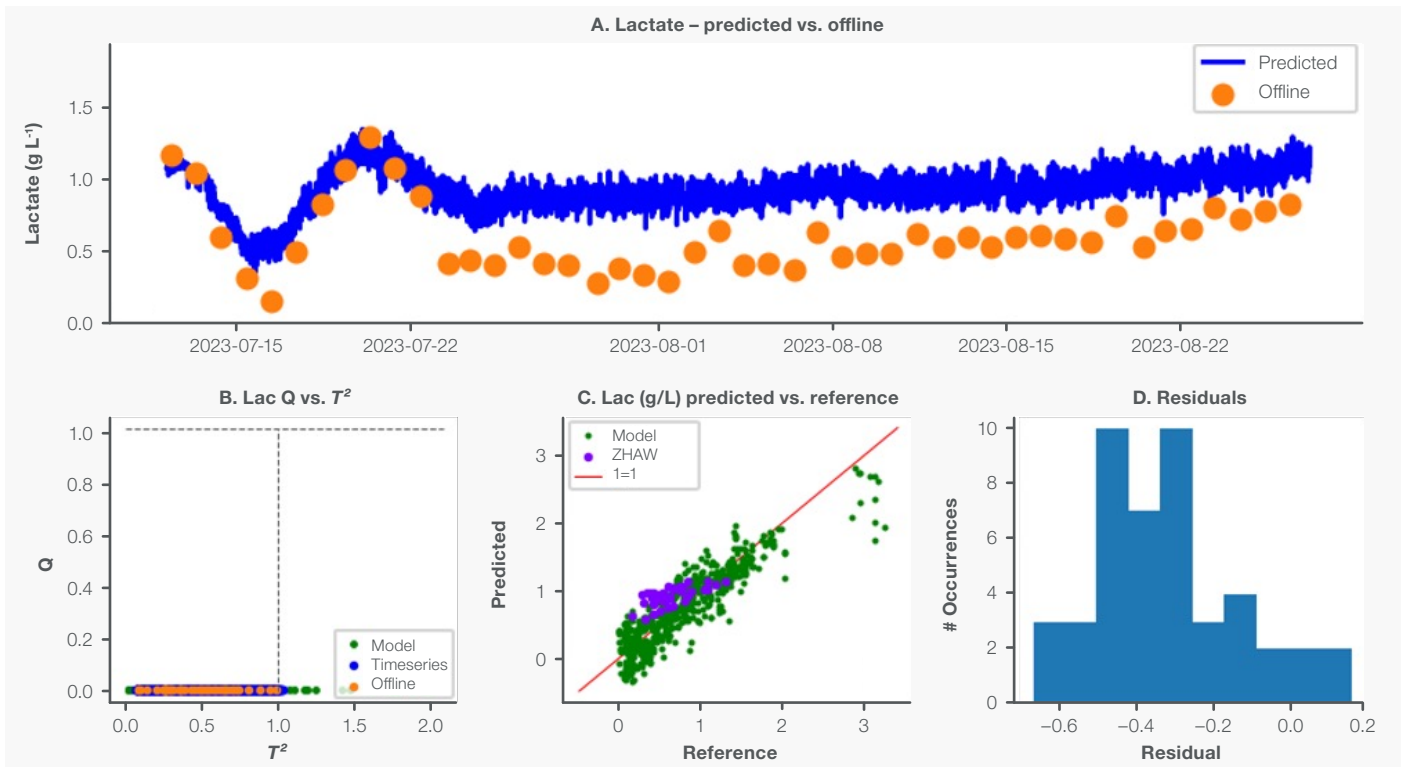 A. Lactate – predicted vs. offline
Predicted
Offline
Lactate (g L⁻¹)
1.5
1.0
0.5
0.0
2023-07-15
2023-07-22
2023-08-01
2023-08-08
2023-08-15
2023-08-22
B. Lac Q vs. T²
Q
1.0
0.8
0.6
0.4
0.2
0.0
Model
Timeseries
Offline
0.0
0.5
1.0
1.5
2.0
T²
C. Lac (g/L) predicted vs. reference
Model
ZHAW
1=1
Predicted
3
2
1
0
0
1
2
3
Reference
D. Residuals
# Occurrences
10
8
6
4
2
0
−0.6
−0.4
−0.2
0.0
0.2
Residual